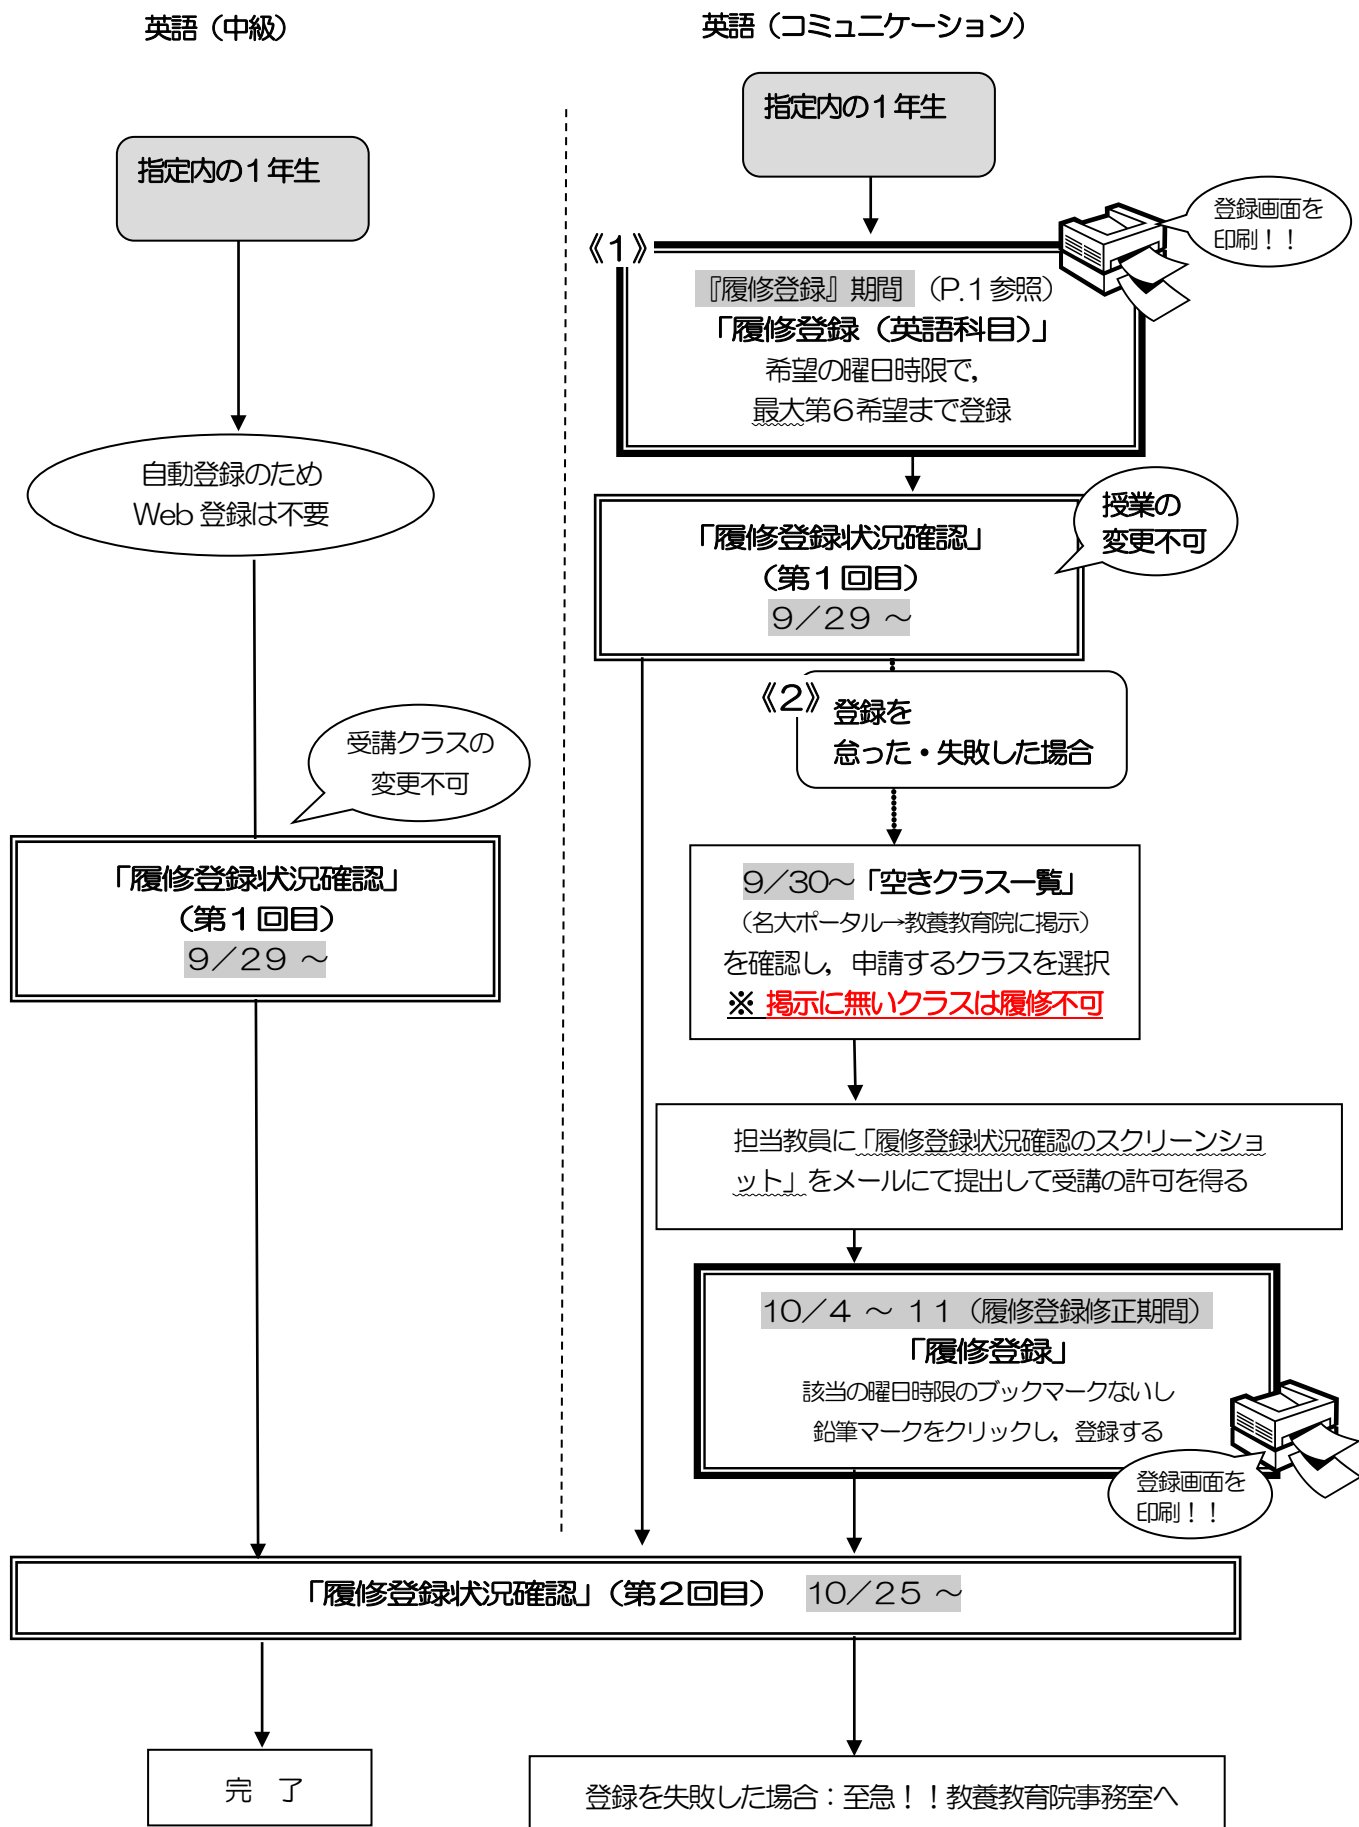 英語（中級）
英語（コミュニケーション）
指定内の１年生
指定内の１年生
登録画面を
印刷！！
《１》
『履修登録』期間（P.１参照）
「履修登録（英語科目）」
希望の曜日時限で，
最大第６希望まで登録
自動登録のため
Web 登録は不要
授業の
変更不可
「履修登録状況確認」
（第１回目）
９／２９ ～
《２》
登録を
怠った・失敗した場合
受講クラスの
変更不可
「履修登録状況確認」
（第１回目）
９／２９ ～
９／３０～「空きクラス一覧」
（名大ポータル→教養教育院に掲示）
を確認し，申請するクラスを選択
※ 掲示に無いクラスは履修不可
担当教員に「履修登録状況確認のスクリーンショ
ット」をメールにて提出して受講の許可を得る
１０／４ ～ １１（履修登録修正期間）
「履修登録」
該当の曜日時限のブックマークないし
鉛筆マークをクリックし，登録する
登録画面を
印刷！！
「履修登録状況確認」（第２回目） １０／２５ ～
完　了
登録を失敗した場合：至急！！教養教育院事務室へ